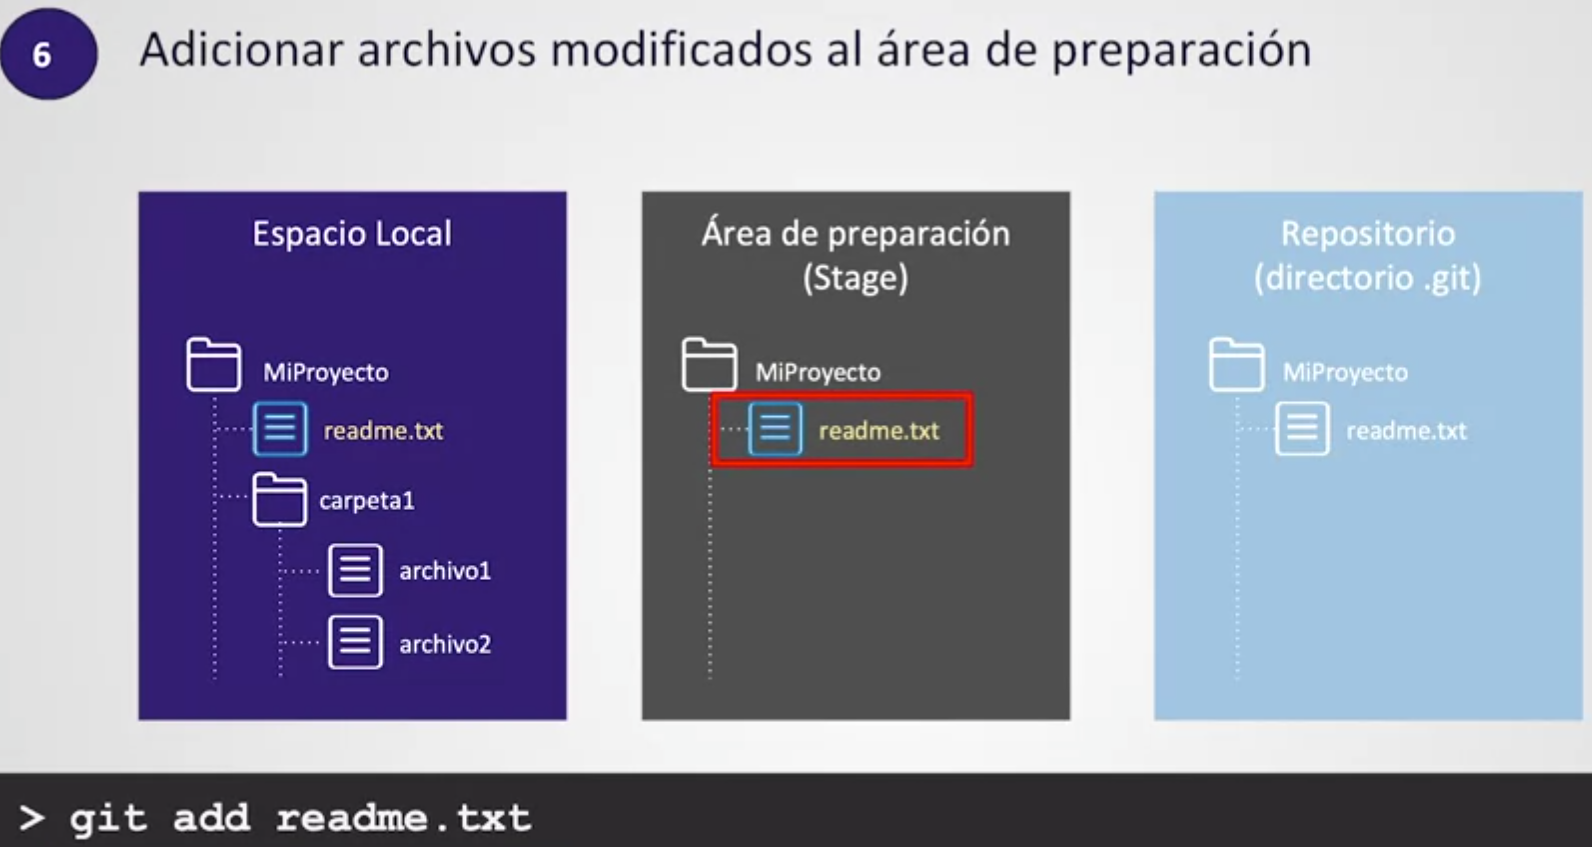 6
Adicionar archivos modificados al área de preparación
Espacio Local
MiProyecto
readme.txt
carpeta1
archivo1
archivo2
Área de preparación
(Stage)
MiProyecto
readme.txt
Repositorio
(directorio .git)
MiProyecto
readme.txt
> git add readme.txt